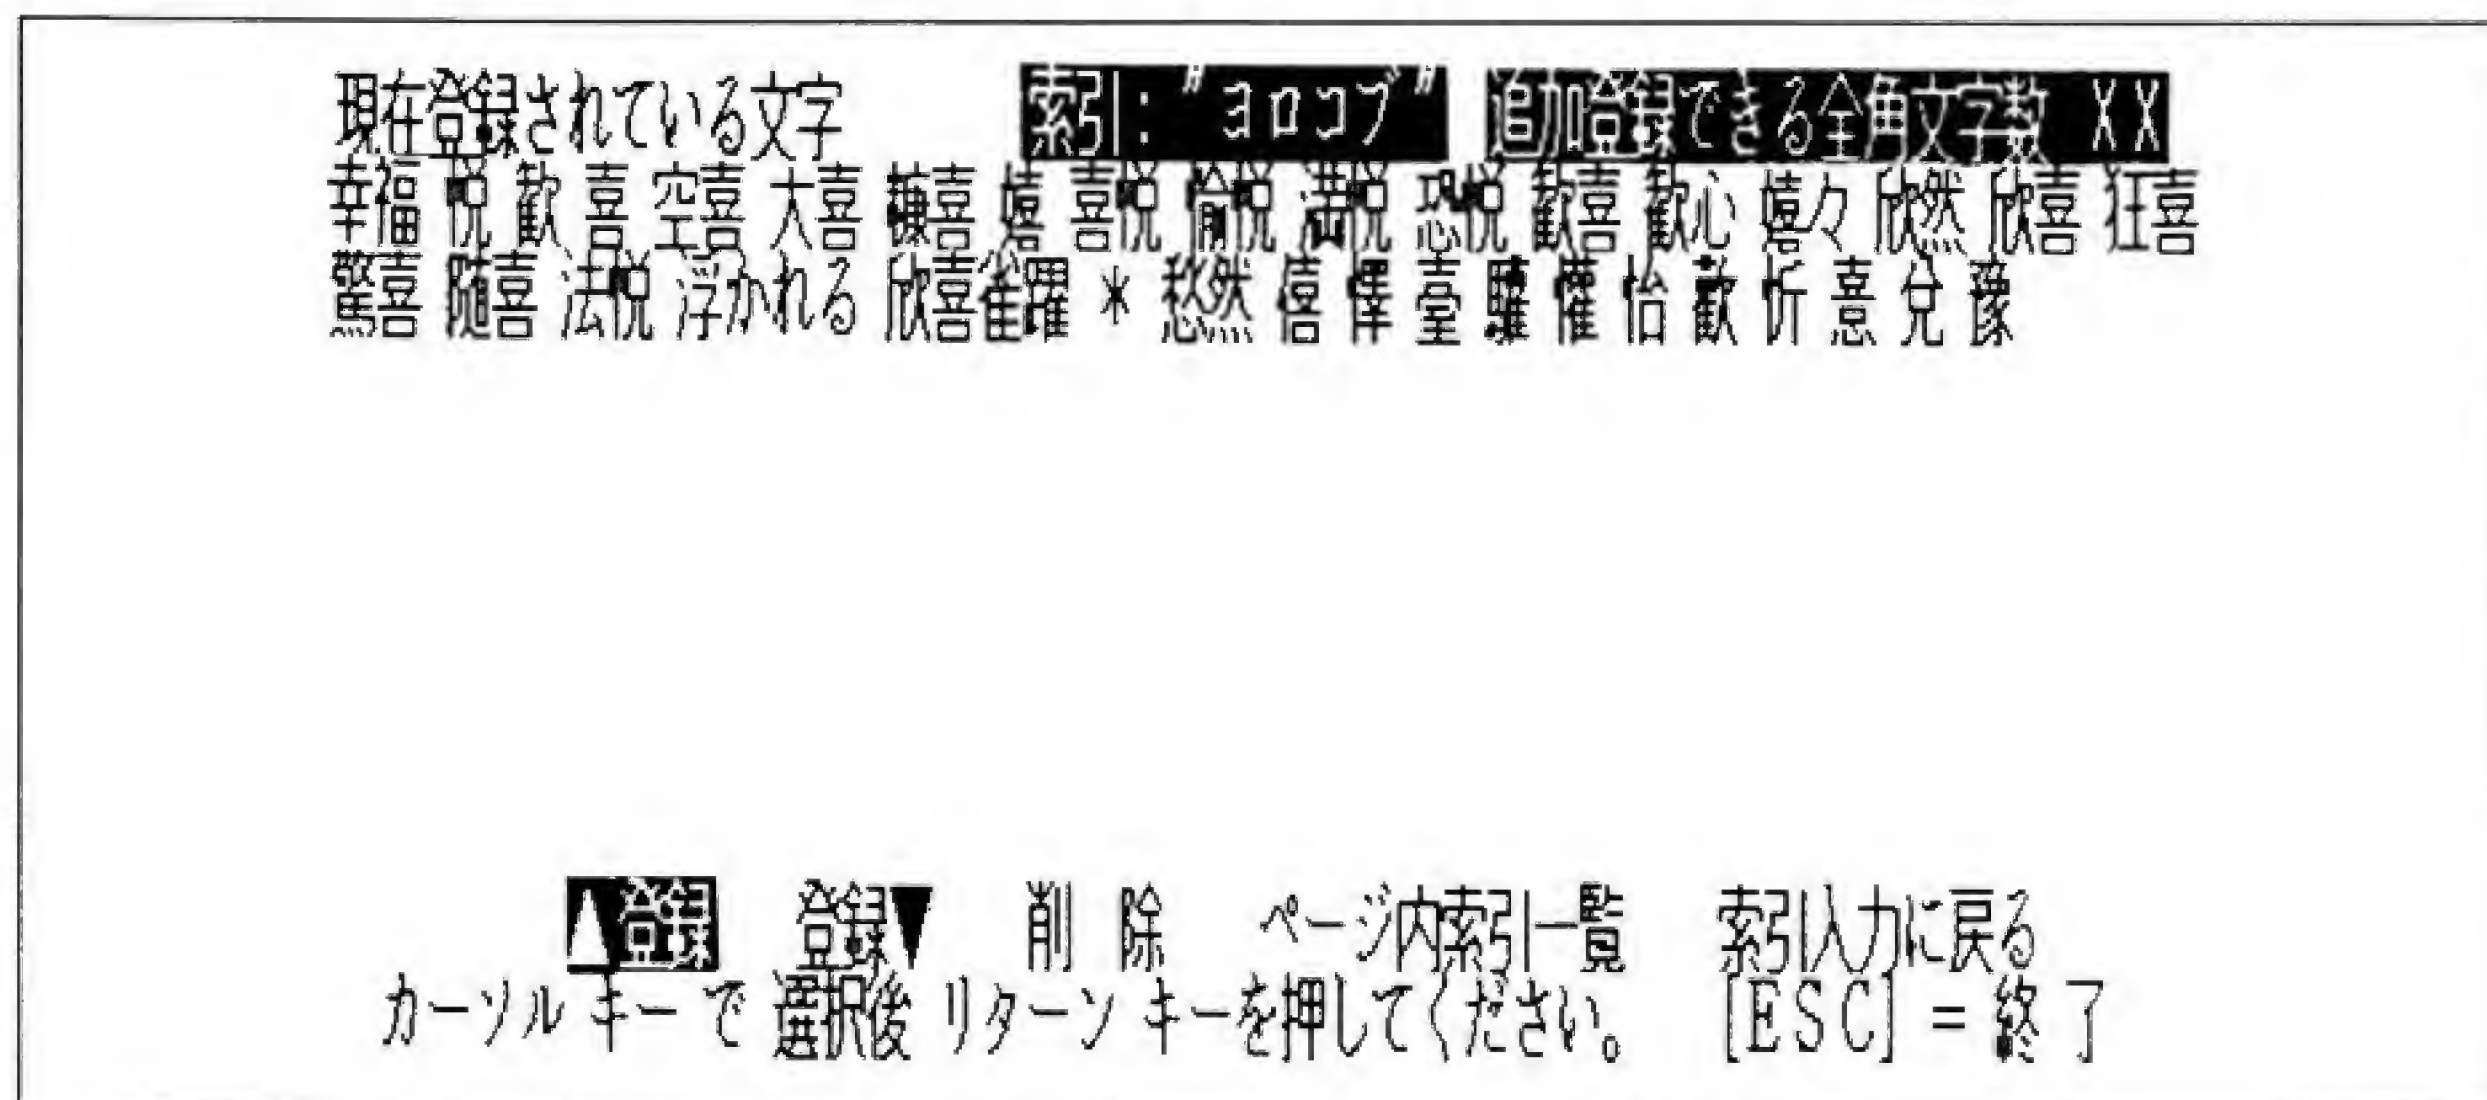 現在登録されている文字 索引:"ヨロコブ" 追加登録できる全角文字数 XX
幸福 悦 歓 喜 空喜 大喜 糠喜 嬉 喜悦 愉悦 満悦 恐悦 歓喜 歓心 嬉々 欣然 欣喜 狂喜
驚喜 随喜 法悦 浮かれる 欣喜雀躍 * 僖 懌 驩 懽 怡 歡 忻 憙 兌 豫
△登録 登録▼ 削 除 ページ内索引一覧 索引入力に戻る
カーソル キー で 選択後 リターン キーを押してください。 [ESC] = 終 了